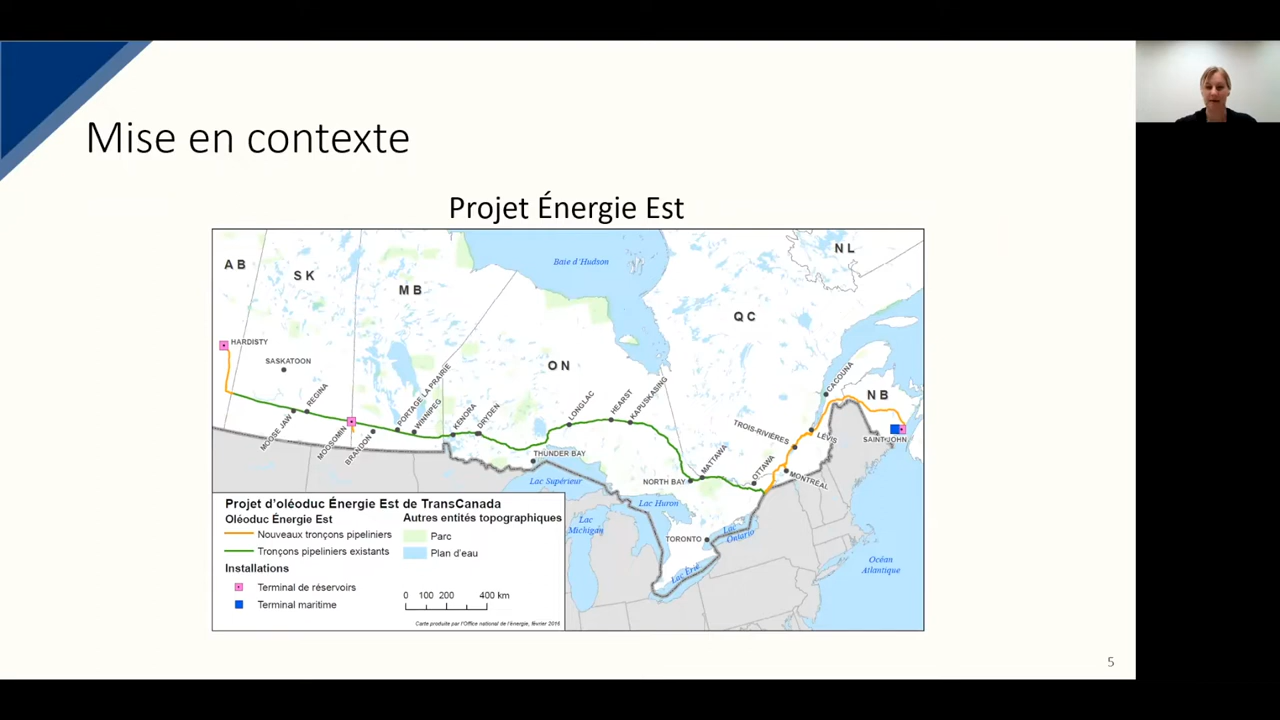 Mise en contexte
Projet Énergie Est
AB
SK
MB
ON
QC
NL
NB
Baie d'Hudson
HARDISTY
SASKATOON
MOOSE JAW
REGINA
MOOSOMIN
BRANDON
PORTAGE LA PRAIRIE
WINNIPEG
KENORA
DRYDEN
THUNDER BAY
LONGLAC
HEARST
KAPUSKASING
NORTH BAY
MATTAWA
OTTAWA
TORONTO
MONTRÉAL
TROIS-RIVIÈRES
LÉVIS
CACOUNA
SAINT JOHN
Lac Supérieur
Lac
Michigan
Lac Huron
Lac
Ontario
Lac Érié
Océan
Atlantique
Projet d'oléoduc Énergie Est de TransCanada
Oléoduc Énergie Est
Nouveaux tronçons pipeliniers
Tronçons pipeliniers existants
Installations
Terminal de réservoirs
Terminal maritime
Autres entités topographiques
Parc
Plan d'eau
0 100 200 400 km
Carte produite par l'Office national de l'énergie, février 2016
5